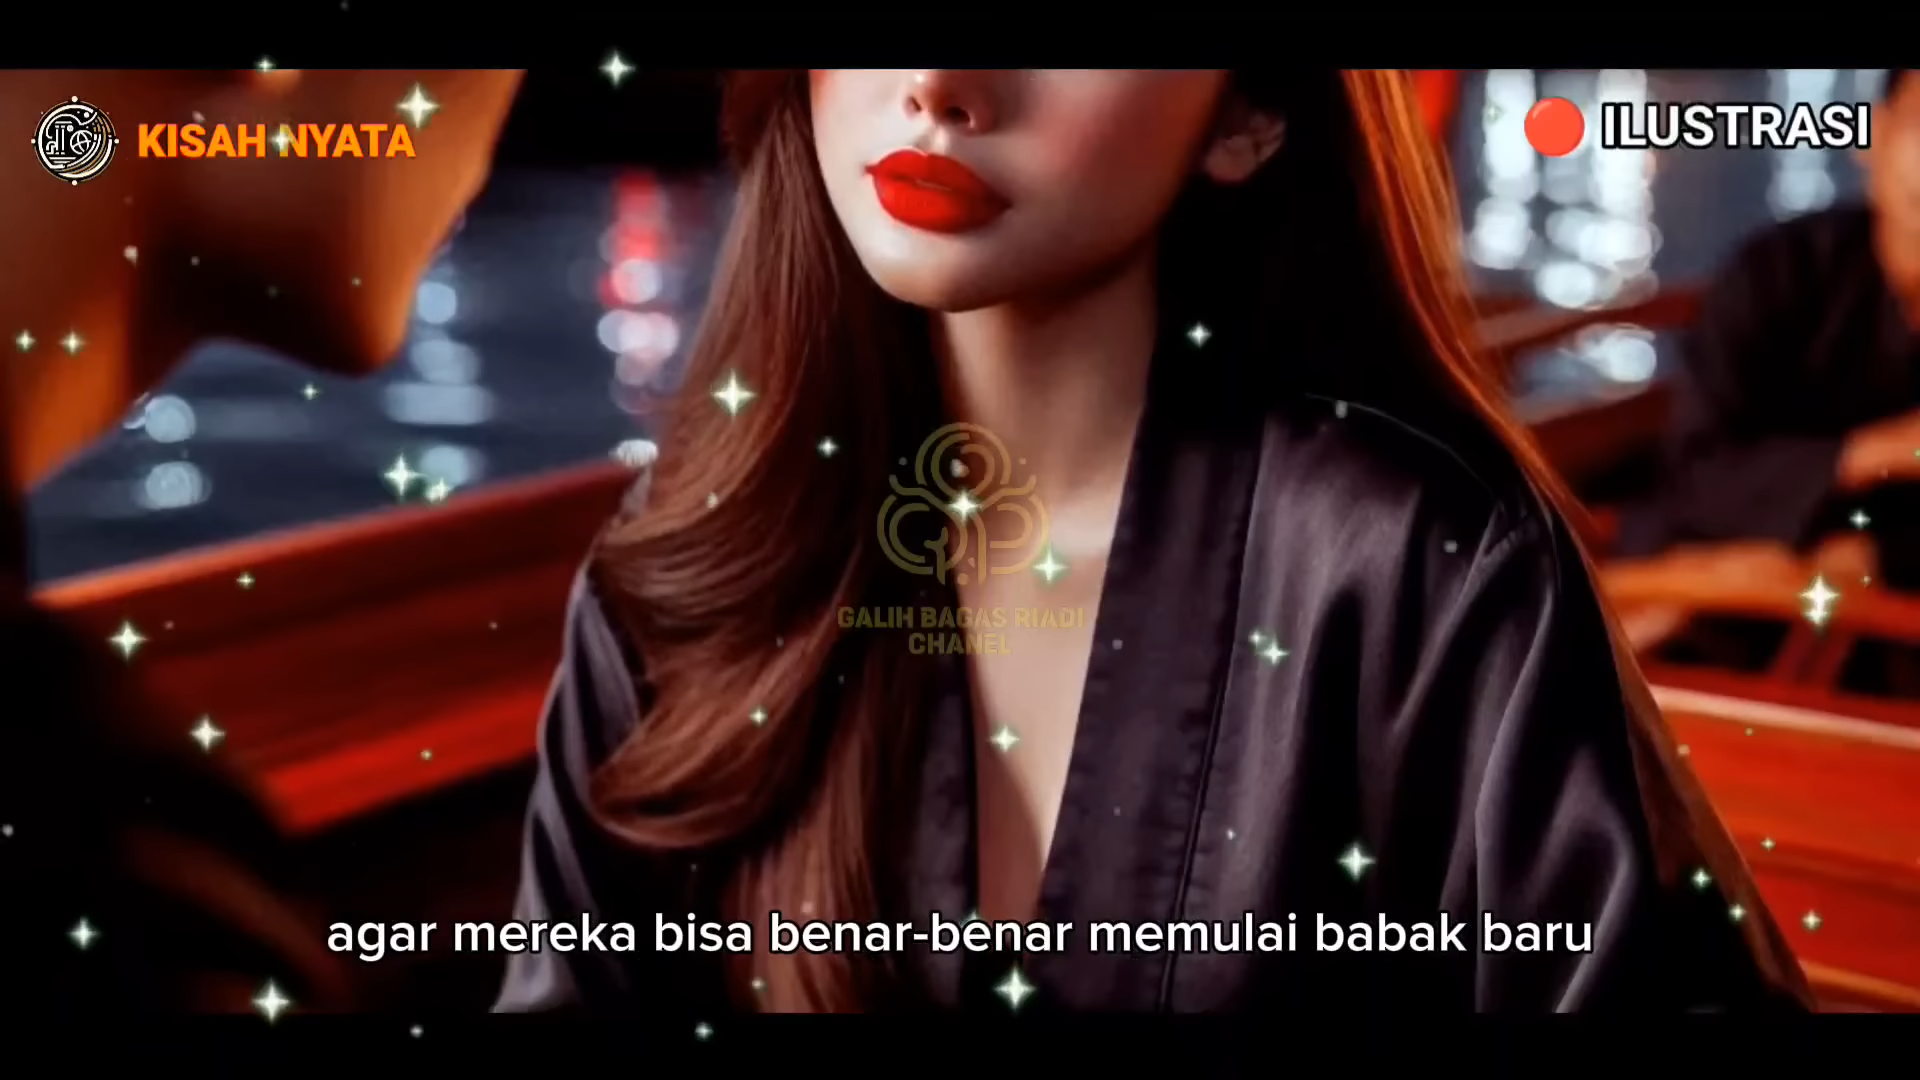 KISAH NYATA
ILUSTRASI
GALIH BAGAS RIADI
CHANEL
agar mereka bisa benar-benar memulai babak baru